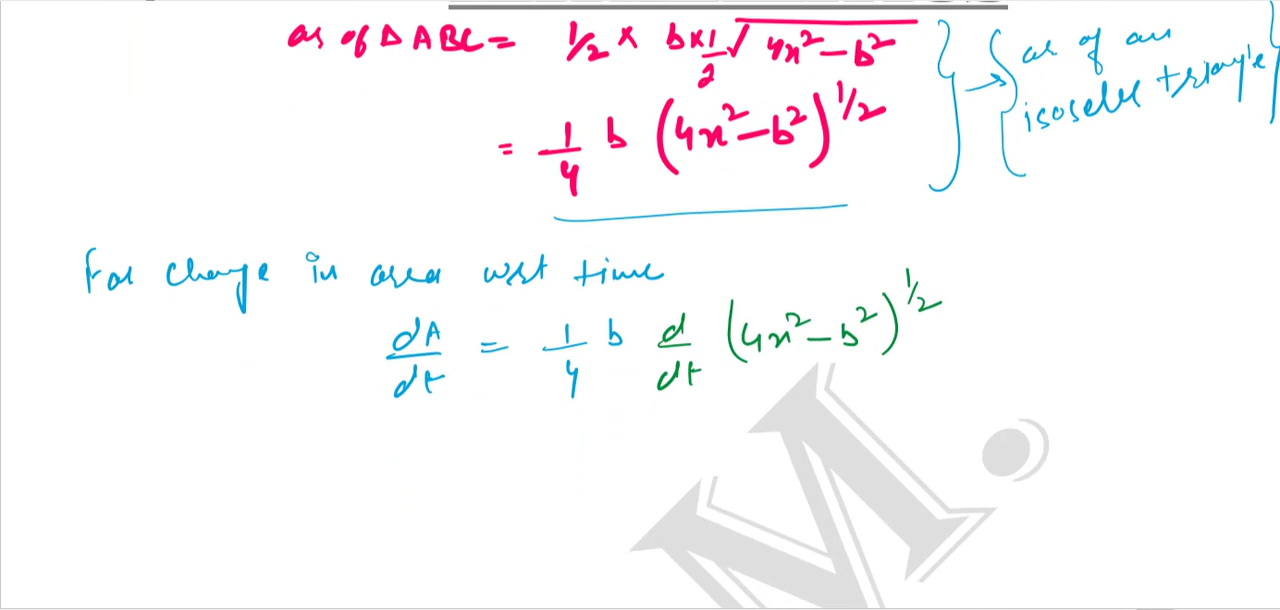 ar of Δ ABC = 1/2 × b × 1/2 √4x²-b²
= 1/4 b (4x²-b²)^1/2
ar of an
isoscles triangle
For change in area wrt time
dA/dt = 1/4 b d/dt (4x²-b²)^1/2
M.